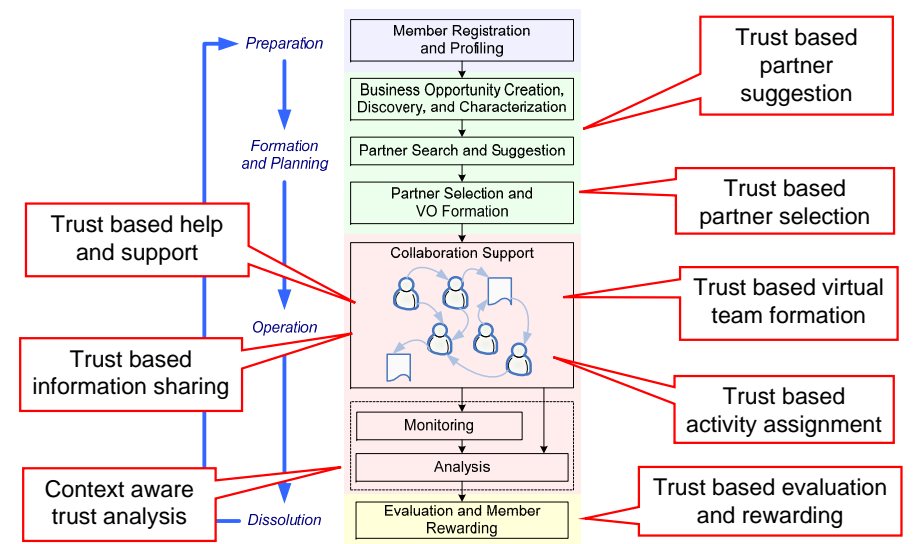 Preparation
Formation
and Planning
Operation
Dissolution
Member Registration
and Profiling
Business Opportunity Creation,
Discovery, and Characterization
Partner Search and Suggestion
Partner Selection and
VO Formation
Collaboration Support
Monitoring
Analysis
Evaluation and Member
Rewarding
Trust based help
and support
Trust based
information sharing
Context aware
trust analysis
Trust based
partner
suggestion
Trust based
partner selection
Trust based virtual
team formation
Trust based
activity assignment
Trust based evaluation
and rewarding